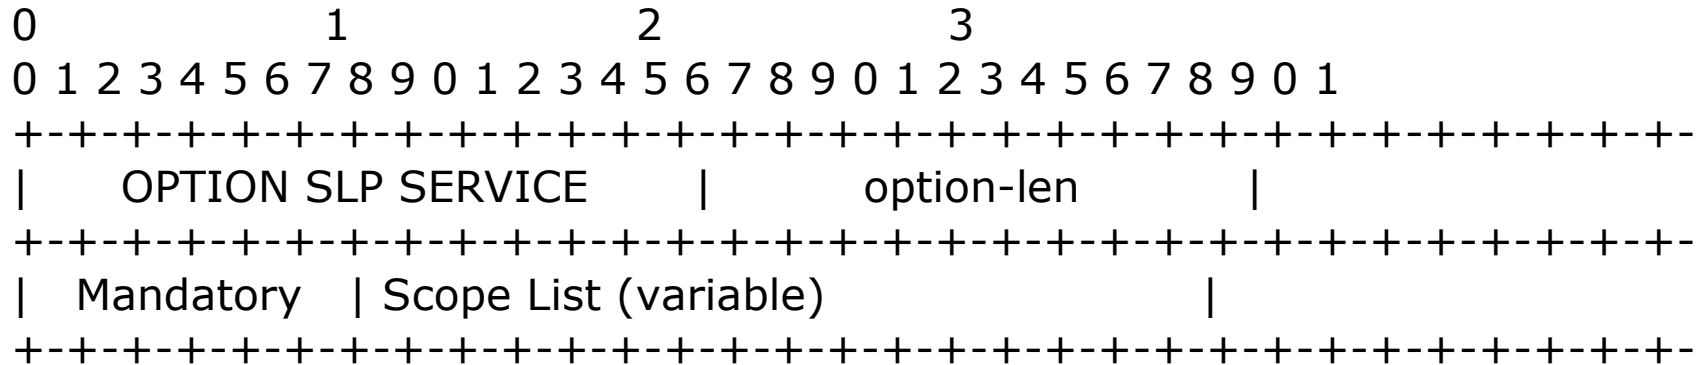 0 1 2 3
0 1 2 3 4 5 6 7 8 9 0 1 2 3 4 5 6 7 8 9 0 1 2 3 4 5 6 7 8 9 0 1
+-+-+-+-+-+-+-+-+-+-+-+-+-+-+-+-+-+-+-+-+-+-+-+-+-+-+-+-+-+-+-+-
| OPTION SLP SERVICE | option-len |
+-+-+-+-+-+-+-+-+-+-+-+-+-+-+-+-+-+-+-+-+-+-+-+-+-+-+-+-+-+-+-+-
| Mandatory | Scope List (variable) |
+-+-+-+-+-+-+-+-+-+-+-+-+-+-+-+-+-+-+-+-+-+-+-+-+-+-+-+-+-+-+-+-